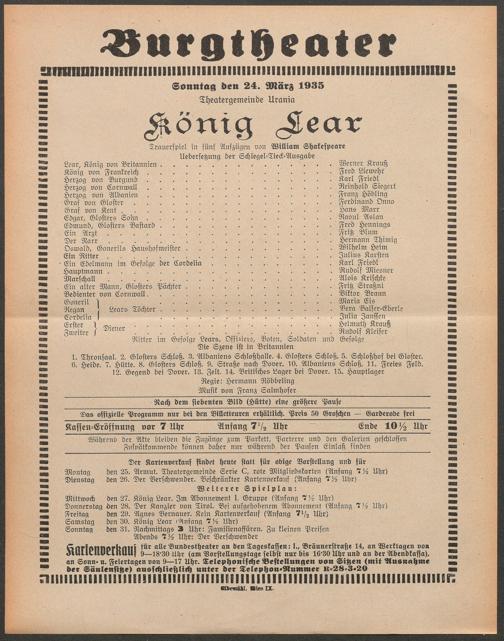 Burgtheater
Sonntag den 24. März 1935
Theatergemeinde Urania
König Lear
Trauerspiel in fünf Aufzügen von William Shakespeare
Uebersetzung der Schlegel-Tieck-Ausgabe
Lear, König von Britannien . . . Werner Krauß
König von Frankreich . . . Fred Liewehr
Herzog von Burgund . . . Karl Friedl
Herzog von Cornwall . . . Reinhold Siegert
Herzog von Albanien . . . Franz Höbling
Graf von Gloster . . . Ferdinand Onno
Graf von Kent . . . Hans Marr
Edgar, Glosters Sohn . . . Raoul Aslan
Edmund, Glosters Bastard . . . Fred Hennings
Ein Arzt . . . Fritz Blum
Der Narr . . . Hermann Thimig
Oswald, Gonerils Haushofmeister . . . Wilhelm Heim
Ein Ritter . . . Julius Karsten
Ein Edelmann im Gefolge der Cordelia . . . Karl Friedl
Hauptmann . . . Rudolf Miesner
Marschall . . . Alois Krischke
Ein alter Mann, Glosters Pächter . . . Fritz Straßni
Bedienter von Cornwall . . . Viktor Braun
Goneril . . . Maria Eis
Regan } Lears Töchter . . . Vera Balser-Eberle
Cordelia . . . Julia Janssen
Erster } Diener . . . Helmuth Krauß
Zweiter . . . Rudolf Kleifer
Ritter im Gefolge Lears, Offiziere, Boten, Soldaten und Gefolge
Die Szene ist in Britannien
1. Thronsaal. 2. Glosters Schloß. 3. Albaniens Schloßhalle. 4. Glosters Schloß. 5. Schloßhof bei Gloster.
6. Heide. 7. Hütte. 8. Glosters Schloß. 9. Straße nach Dover. 10. Albaniens Schloß. 11. Freies Feld.
12. Gegend bei Dover. 13. Zelt. 14. Britisches Lager bei Dover. 15. Hauptlager
Regie: Hermann Röbbeling
Musik von Franz Salmhofer
Nach dem siebenten Bild (Hütte) eine größere Pause
Das offizielle Programm nur bei den Billetteuren erhältlich. Preis 50 Groschen — Garderobe frei
Kassen-Eröffnung vor 7 Uhr Anfang 7½ Uhr Ende 10½ Uhr
Während der Akte bleiben die Zugänge zum Parkett, Parterre und den Galerien geschlossen
Zuspätkommende können daher nur während der Pausen Einlaß finden
Der Kartenverkauf findet heute statt für obige Vorstellung und für
Montag den 25. Armut. Theatergemeinde Serie C, rote Mitgliedskarten (Anfang 7½ Uhr)
Dienstag den 26. Der Verschwender. Beschränkter Kartenverkauf (Anfang 7½ Uhr)
Weiterer Spielplan:
Mittwoch den 27. König Lear. Im Abonnement I. Gruppe (Anfang 7½ Uhr)
Donnerstag den 28. Der Kanzler von Tirol. Bei aufgehobenem Abonnement (Anfang 7½ Uhr)
Freitag den 29. Agnes Bernauer. Kein Kartenverkauf (Anfang 7½ Uhr)
Samstag den 30. König Lear (Anfang 7½ Uhr)
Sonntag den 31. Nachmittags 3 Uhr: Familienaffären. Zu kleinen Preisen
Abends 7½ Uhr: Der Verschwender
Kartenverkauf für alle Bundestheater an den Tageskassen: I., Bräunerstraße 14, an Werktagen von
9—18:30 Uhr (am Vorstellungstage selbst nur bis 16:30 Uhr und an der Abendkassa),
an Sonn- u. Feiertagen von 9—17 Uhr. Telephonische Bestellungen von Sitzen (mit Ausnahme
der Säulensitze) ausschließlich unter der Telephon-Nummer R-28-3-20
Elbemühl, Wien IX.